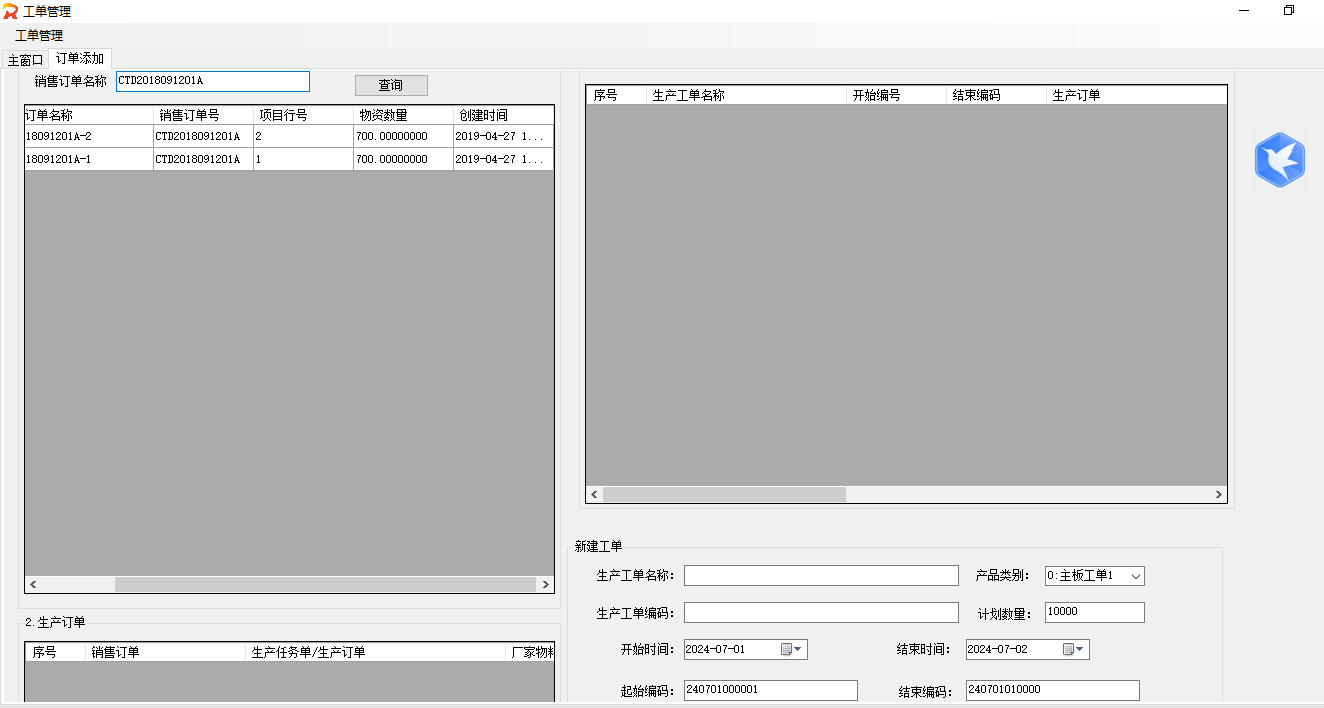 工单管理
工单管理
主窗口 订单添加
销售订单名称 CTD2018091201A 查询
订单名称 销售订单号 项目行号 物资数量 创建时间
18091201A-2 CTD2018091201A 2 700.00000000 2019-04-27 1...
18091201A-1 CTD2018091201A 1 700.00000000 2019-04-27 1...
2.生产订单
序号 销售订单 生产任务单/生产订单 厂家物料
序号 生产工单名称 开始编号 结束编码 生产订单
新建工单
生产工单名称： 产品类别： 0:主板工单1
生产工单编码： 计划数量： 10000
开始时间： 2024-07-01 结束时间： 2024-07-02
起始编码： 240701000001 结束编码： 240701010000